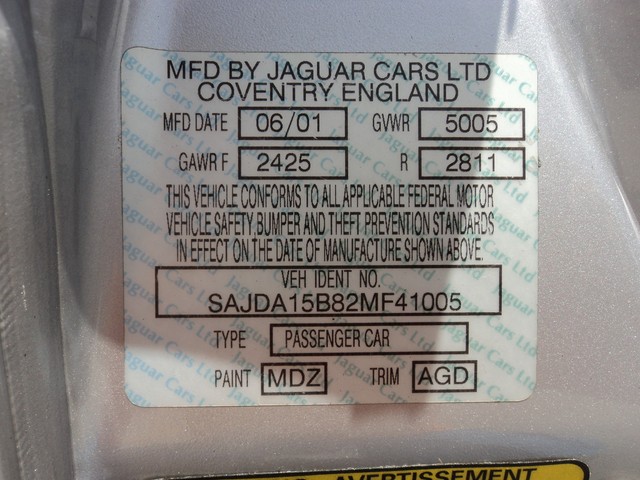 MFD BY JAGUAR CARS LTD
COVENTRY ENGLAND
MFD DATE 06/01 GVWR 5005
GAWR F 2425 R 2811
THIS VEHICLE CONFORMS TO ALL APPLICABLE FEDERAL MOTOR
VEHICLE SAFETY, BUMPER AND THEFT PREVENTION STANDARDS
IN EFFECT ON THE DATE OF MANUFACTURE SHOWN ABOVE.
VEH IDENT NO.
SAJDA15B82MF41005
TYPE PASSENGER CAR
PAINT MDZ TRIM AGD
AVERTISSEMENT